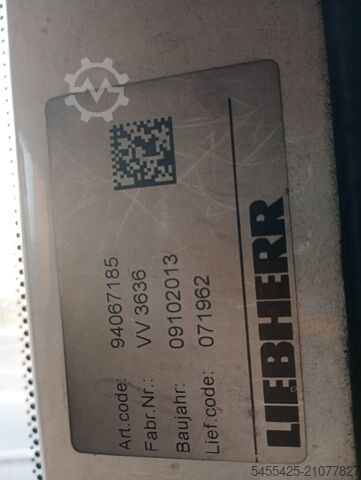 Art.code: 94067185
Fabr.Nr.: VV 3636
Baujahr: 09102013
Lief.code: 071962
LIEBHERR
5455425-21077827